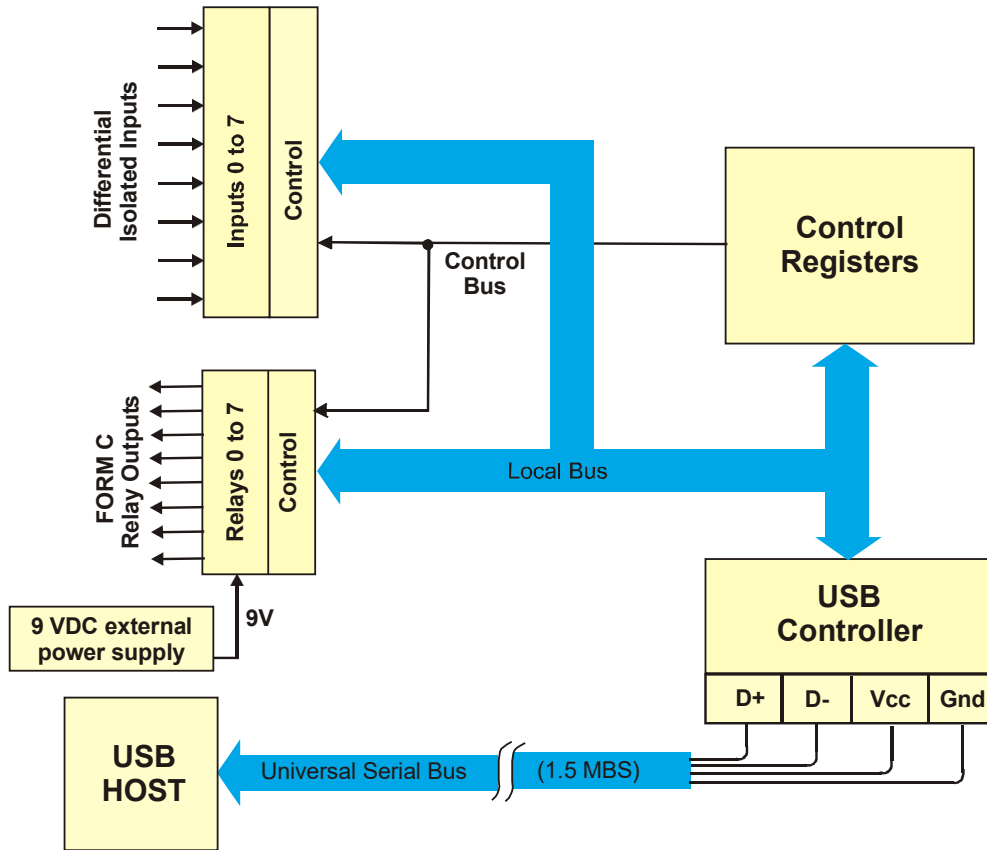 Differential
Isolated Inputs
Inputs 0 to 7
Control
Control
Registers
Control
Bus
FORM C
Relay Outputs
Relays 0 to 7
Control
Local Bus
9 VDC external
power supply
9V
USB
Controller
D+
D-
Vcc
Gnd
USB
HOST
Universal Serial Bus
(1.5 MBS)